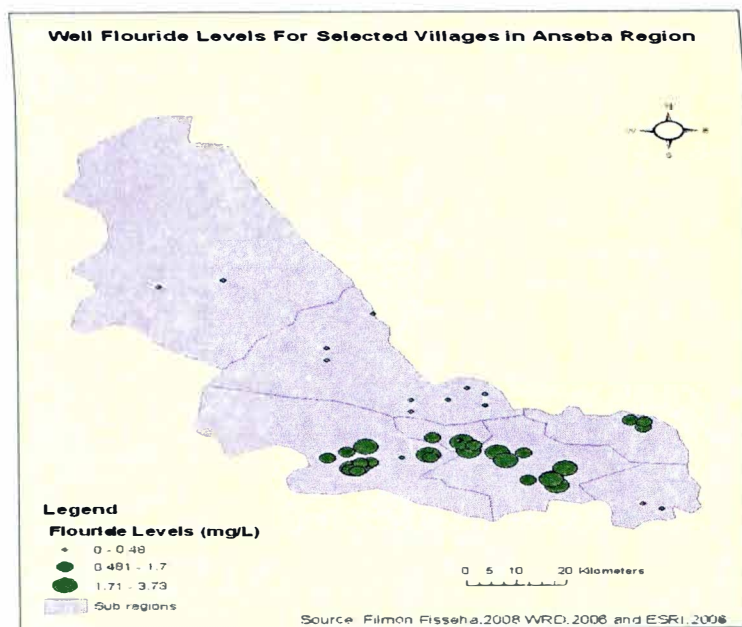 Well Flouride Levels For Selected Villages in Anseba Region
N
W
E
S
Legend
Flouride Levels (mg/L)
0 - 0.48
0.481 - 1.7
1.71 - 3.73
Sub regions
0 5 10 20 Kilometers
Source Filmon Fisseha,2008 WRD,2006 and ESRI,2006